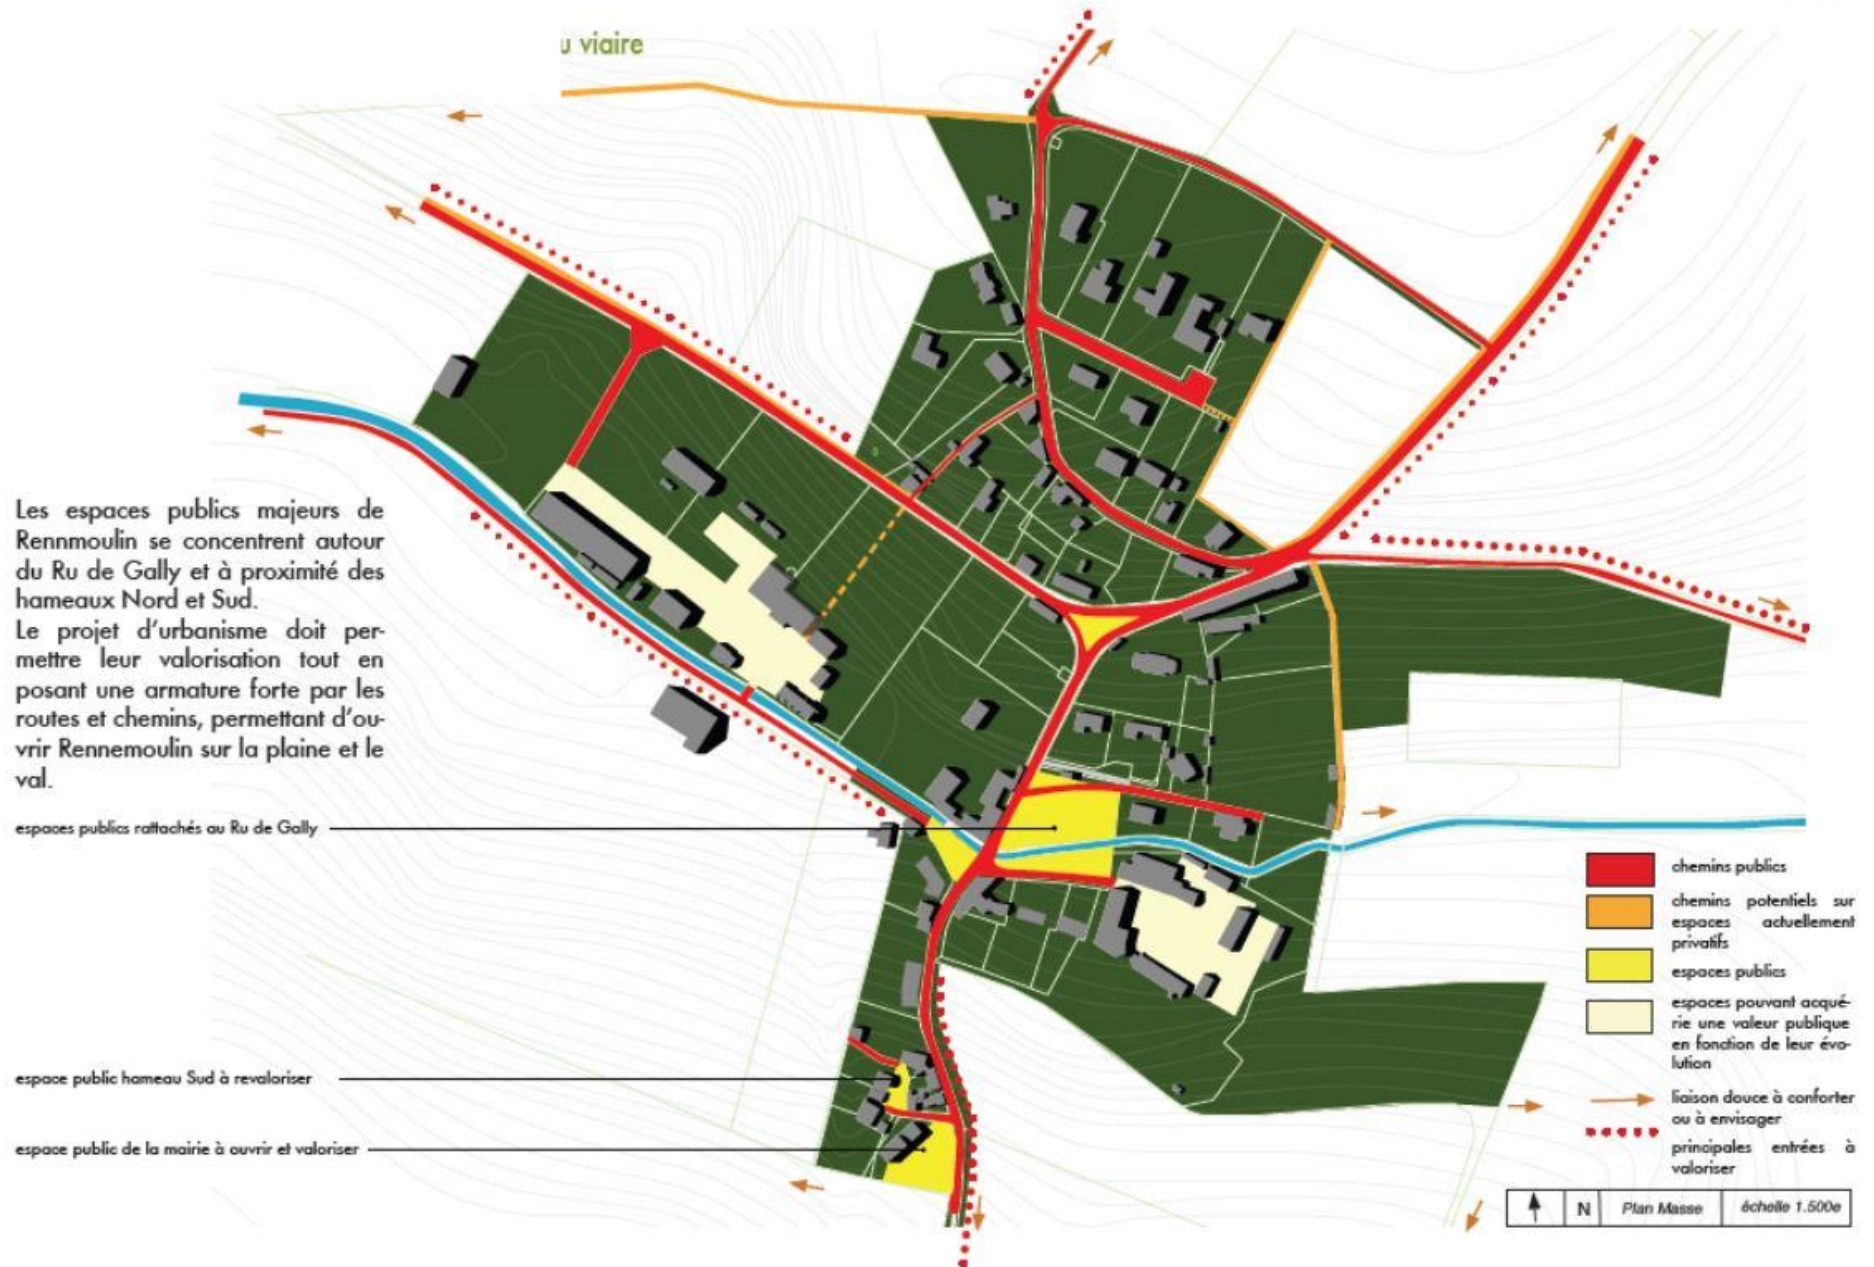 u viaire
Les espaces publics majeurs de
Rennmoulin se concentrent autour
du Ru de Gally et à proximité des
hameaux Nord et Sud.
Le projet d'urbanisme doit per-
mettre leur valorisation tout en
posant une armature forte par les
routes et chemins, permettant d'ou-
vrir Rennemoulin sur la plaine et le
val.
espaces publics rattachés au Ru de Gally
espace public hameau Sud à revaloriser
espace public de la mairie à ouvrir et valoriser
chemins publics
chemins potentiels sur
espaces actuellement
privatifs
espaces publics
espaces pouvant acqué-
rie une valeur publique
en fonction de leur évo-
lution
liaison douce à conforter
ou à envisager
principales entrées à
valoriser
N Plan Masse échelle 1.500e